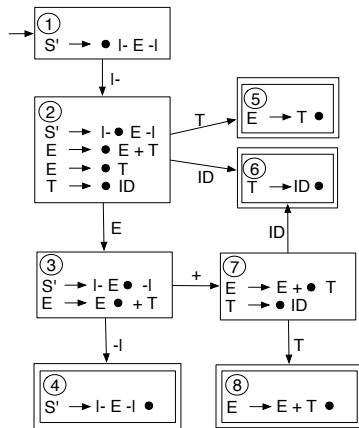 1
S' → ● I- E -I
I-
2
S' → I- ● E -I
E → ● E + T
E → ● T
T → ● ID
T
ID
5
E → T ●
6
T → ID ●
E
ID
3
S' → I- E ● -I
E → E ● + T
+
7
E → E + ● T
T → ● ID
-I
T
4
S' → I- E -I ●
8
E → E + T ●